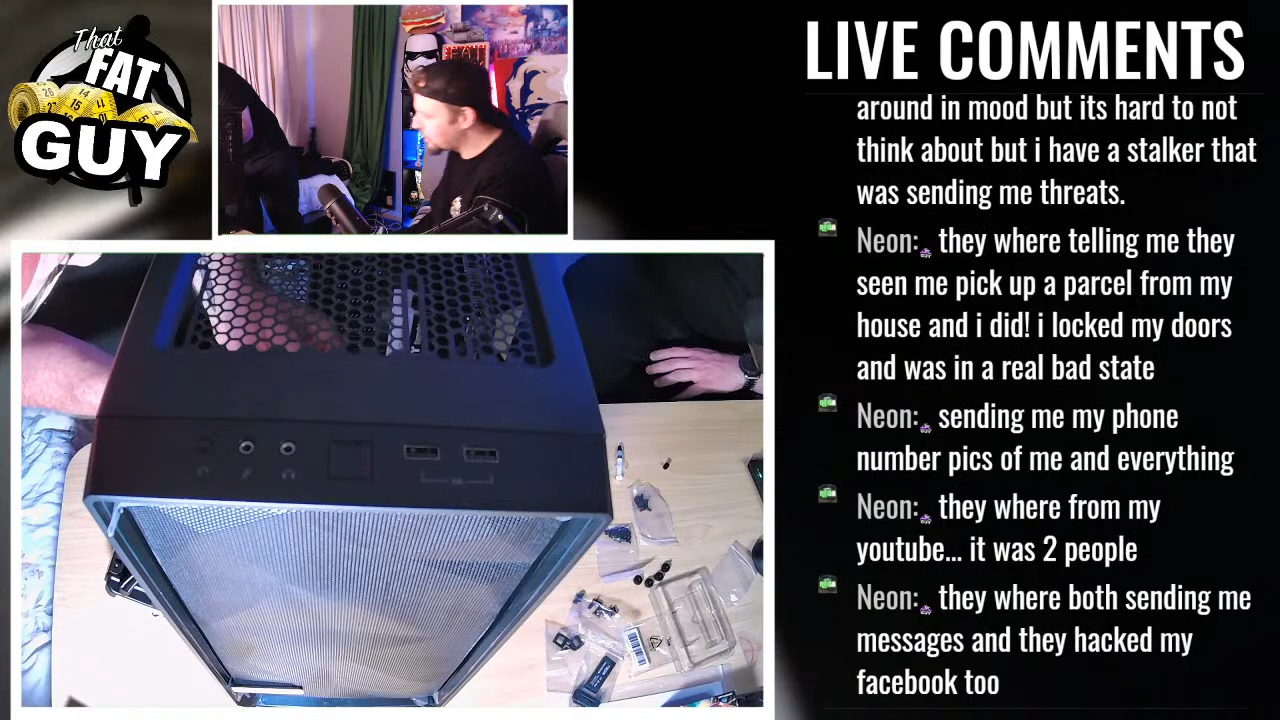 That
FAT
GUY
LIVE COMMENTS
around in mood but its hard to not
think about but i have a stalker that
was sending me threats.
Neon: they where telling me they
seen me pick up a parcel from my
house and i did! i locked my doors
and was in a real bad state
Neon: sending me my phone
number pics of me and everything
Neon: they where from my
youtube... it was 2 people
Neon: they where both sending me
messages and they hacked my
facebook too